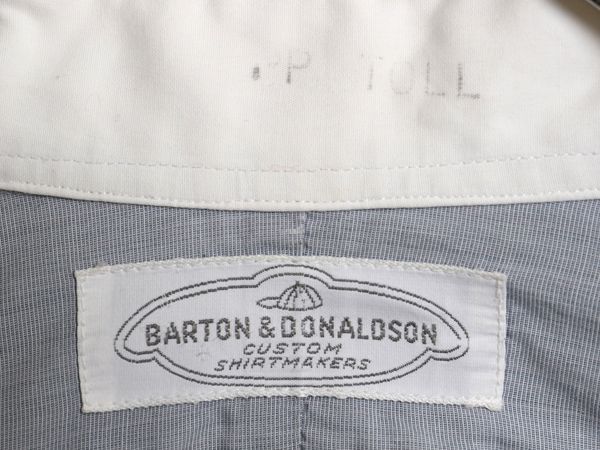 TOLL
BARTON & DONALDSON
CUSTOM
SHIRTMAKERS